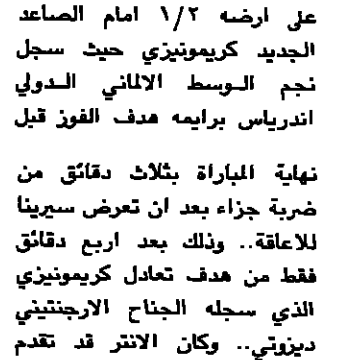 على ارضه ١/٢ امام الصاعد
الجديد كريمونيزي حيث سجل
نجم الوسط الالماني الدولي
اندرياس برايمه هدف الفوز قبل
نهاية المباراة بثلاث دقائق من
ضربة جزاء بعد ان تعرض سيرينا
للاعاقة.. وذلك بعد اربع دقائق
فقط من هدف تعادل كريمونيزي
الذي سجله الجناح الارجنتيني
ديزوتي.. وكان الانتر قد تقدم